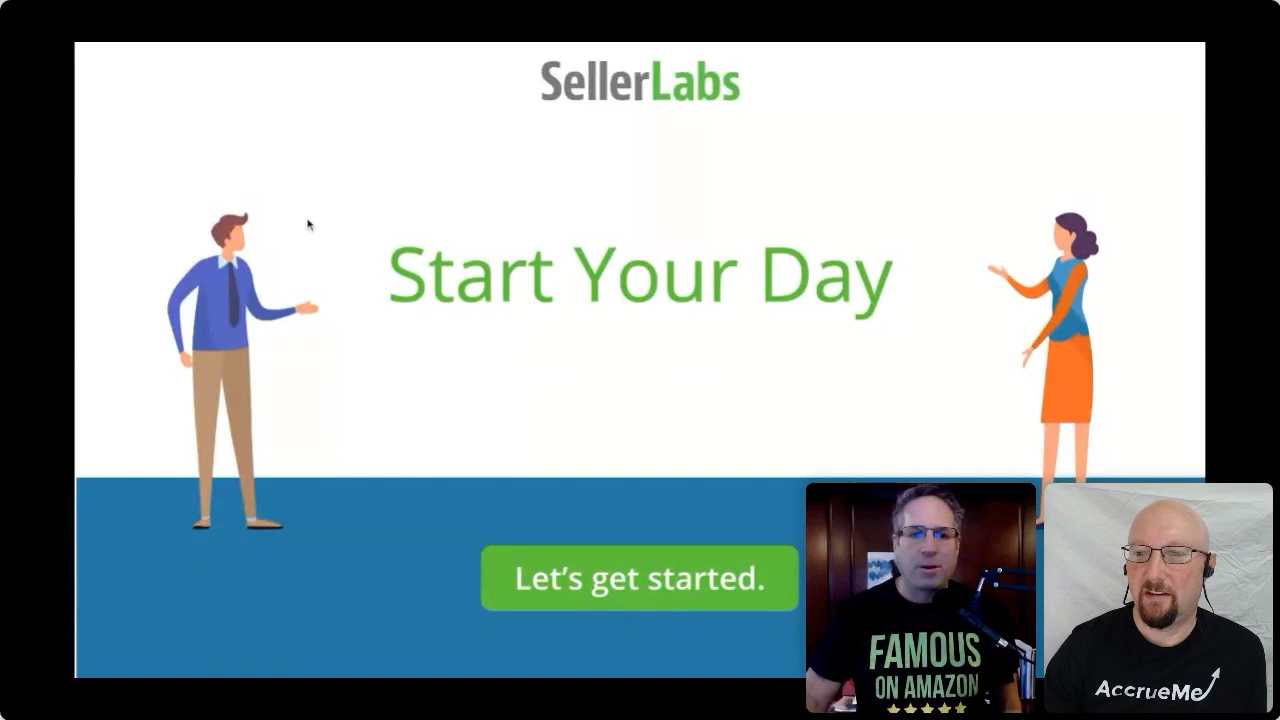 SellerLabs
Start Your Day
Let's get started.
FAMOUS
ON AMAZON
AccrueMe